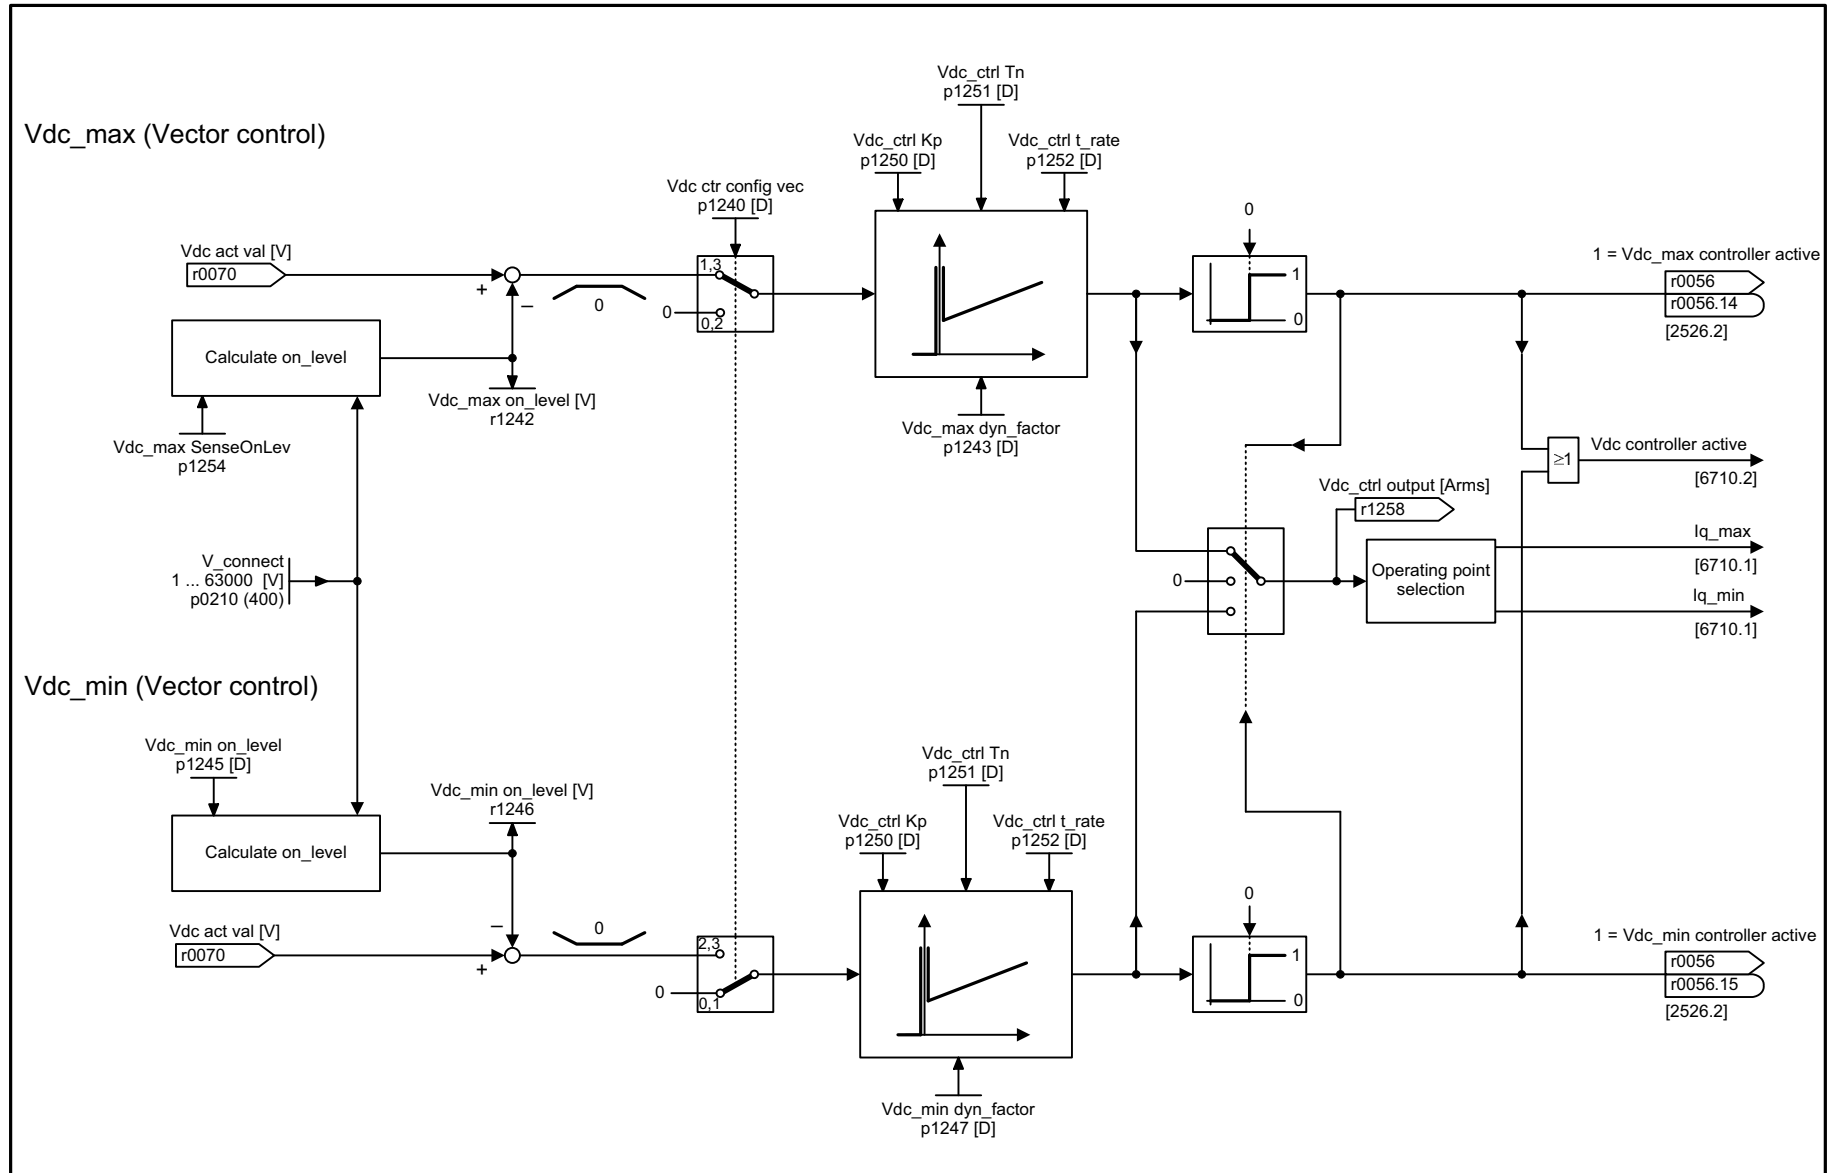 Vdc_max (Vector control)
Vdc_ctrl Tn
p1251 [D]
Vdc_ctrl Kp
p1250 [D]
Vdc_ctrl t_rate
p1252 [D]
Vdc ctr config vec
p1240 [D]
Vdc act val [V]
r0070
+
–
0
1,3
0
0,2
0
1
0
1 = Vdc_max controller active
r0056
r0056.14
[2526.2]
Calculate on_level
Vdc_max on_level [V]
r1242
Vdc_max SenseOnLev
p1254
Vdc_max dyn_factor
p1243 [D]
≥1
Vdc controller active
[6710.2]
Vdc_ctrl output [Arms]
r1258
V_connect
1 ... 63000 [V]
p0210 (400)
0
Operating point
selection
Iq_max
[6710.1]
Iq_min
[6710.1]
Vdc_min (Vector control)
Vdc_min on_level
p1245 [D]
Vdc_min on_level [V]
r1246
Calculate on_level
Vdc_ctrl Tn
p1251 [D]
Vdc_ctrl Kp
p1250 [D]
Vdc_ctrl t_rate
p1252 [D]
Vdc act val [V]
r0070
–
+
0
2,3
0
0,1
0
1
0
1 = Vdc_min controller active
r0056
r0056.15
[2526.2]
Vdc_min dyn_factor
p1247 [D]